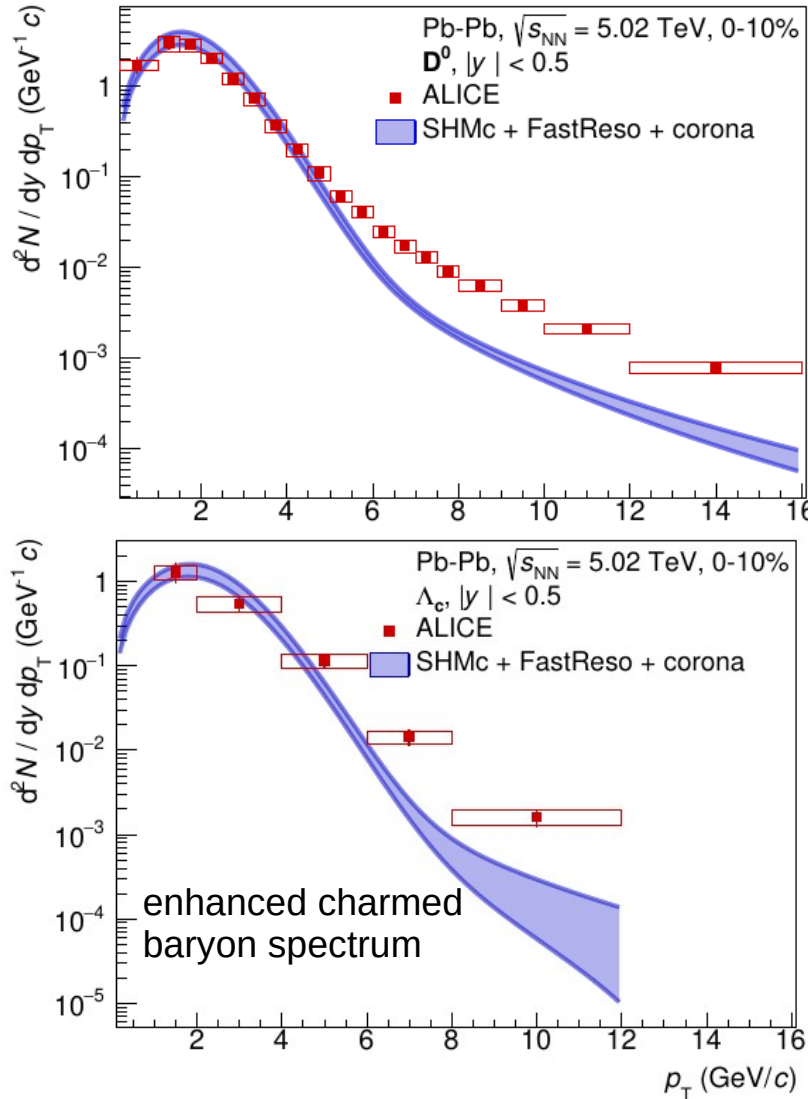 Pb-Pb, √sNN = 5.02 TeV, 0-10%
D⁰, |y| < 0.5
ALICE
SHMc + FastReso + corona
d²N / dy dpT (GeV⁻¹ c)
1
10⁻¹
10⁻²
10⁻³
10⁻⁴
2 4 6 8 10 12 14 16
Pb-Pb, √sNN = 5.02 TeV, 0-10%
Λc, |y| < 0.5
ALICE
SHMc + FastReso + corona
d²N / dy dpT (GeV⁻¹ c)
1
10⁻¹
10⁻²
10⁻³
10⁻⁴
10⁻⁵
enhanced charmed
baryon spectrum
2 4 6 8 10 12 14 16
pT (GeV/c)